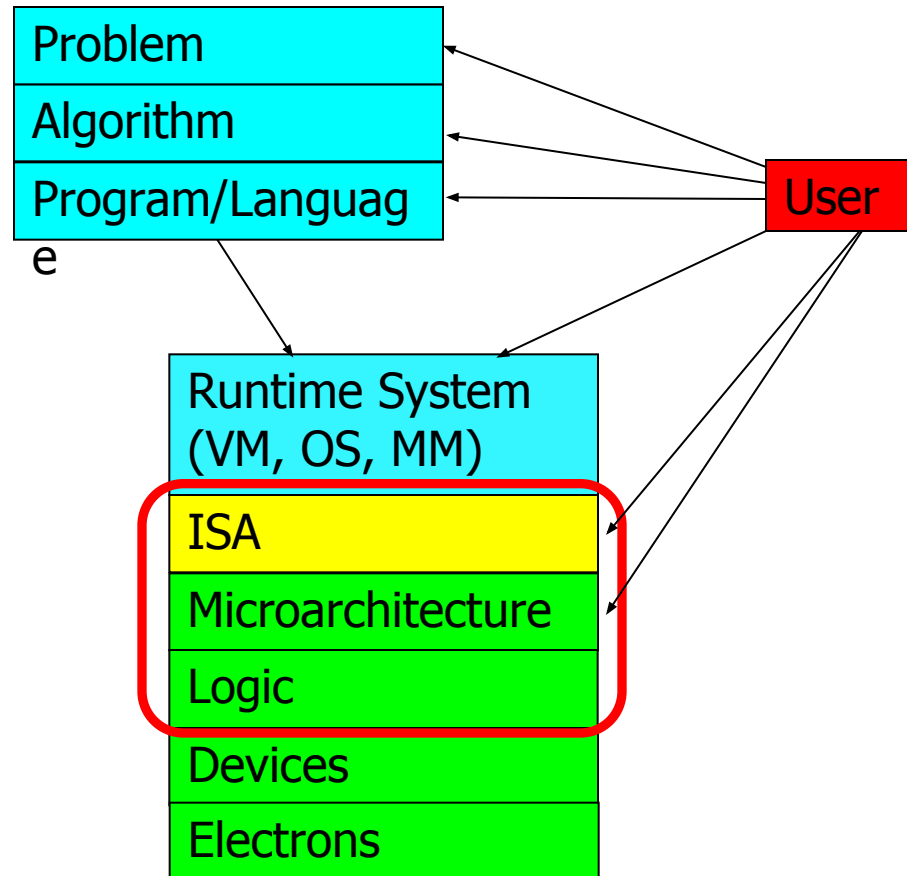 Problem
Algorithm
Program/Languag
e
User
Runtime System
(VM, OS, MM)
ISA
Microarchitecture
Logic
Devices
Electrons